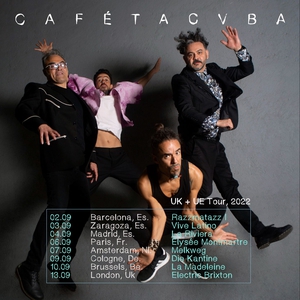 CAFÉTACVBA
UK + UE Tour, 2022
02.09 Barcelona, Es. Razzmatazz 1
03.09 Zaragoza, Es. Vive Latino
04.09 Madrid, Es. La Riviera
06.09 Paris, Fr. Elysée Montmartre
07.09 Amsterdam, Nl. Melkweg
09.09 Cologne, De. Die Kantine
10.09 Brussels, Be. La Madeleine
13.09 London, Uk Electric Brixton